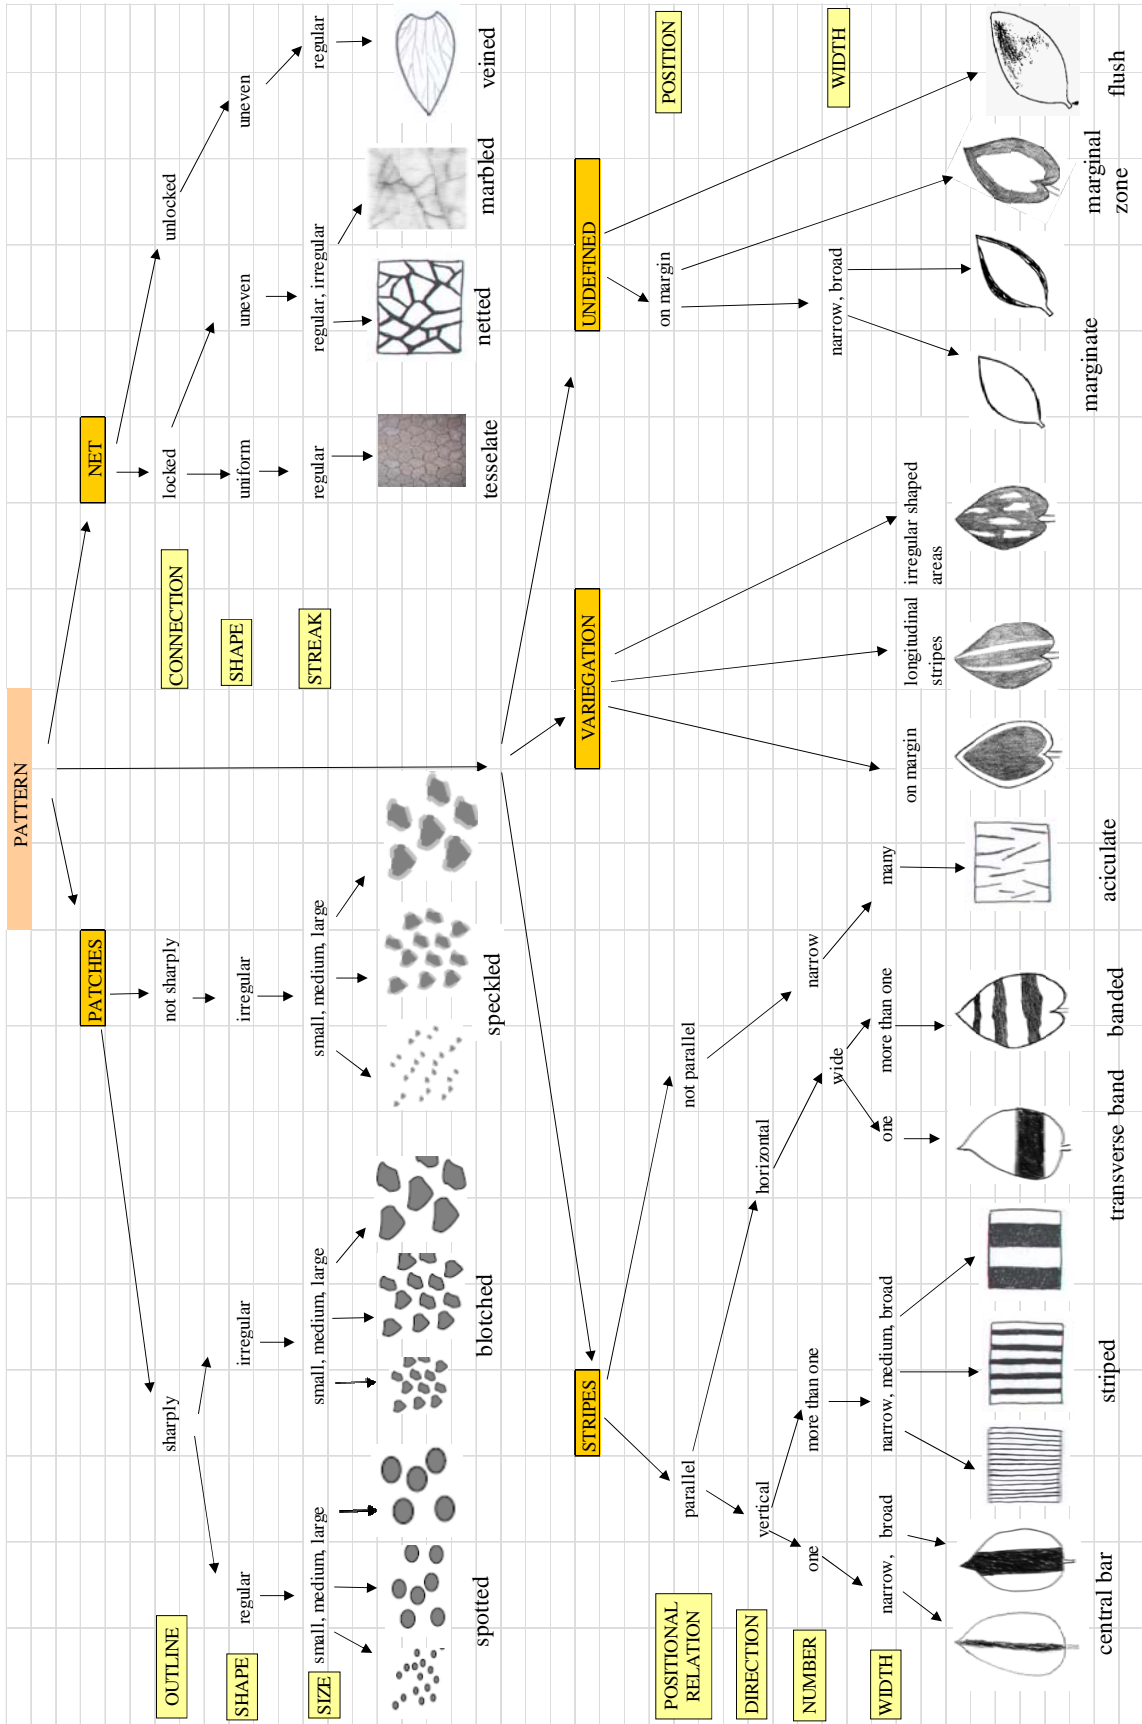 PATTERN
PATCHES
NET
OUTLINE
sharply
not sharply
CONNECTION
locked
unlocked
SHAPE
regular
irregular
irregular
SHAPE
uniform
uneven
uneven
SIZE
small, medium, large
small, medium, large
small, medium, large
STREAK
regular
regular, irregular
regular
spotted
blotched
speckled
tesselate
netted
marbled
veined
STRIPES
VARIEGATION
UNDEFINED
POSITIONAL
RELATION
parallel
not parallel
on margin
POSITION
DIRECTION
vertical
horizontal
NUMBER
one
more than one
narrow
wide
narrow, broad
WIDTH
WIDTH
narrow, broad
narrow, medium, broad
one
more than one
many
on margin
longitudinal
stripes
irregular shaped
areas
central bar
striped
transverse band
banded
aciculate
marginate
marginal
zone
flush